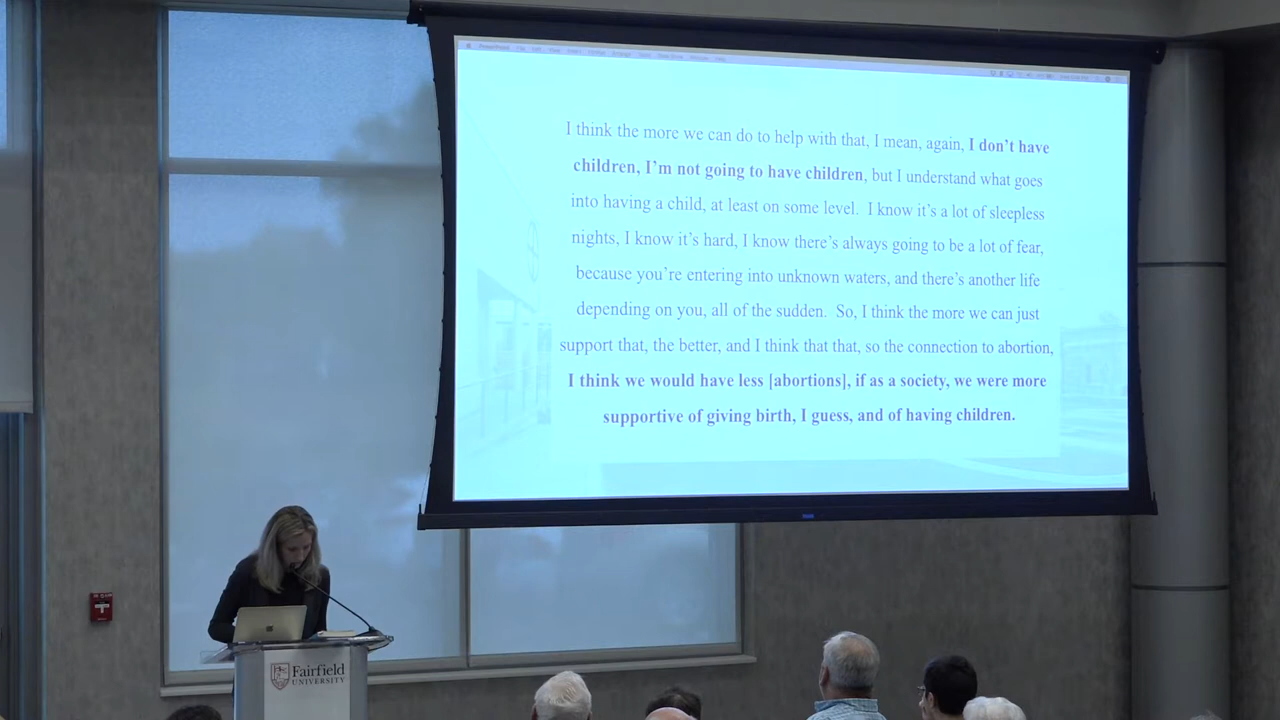 PowerPoint File Edit View Insert
I think the more we can do to help with that, I mean, again, I don't have
children, I'm not going to have children, but I understand what goes
into having a child, at least on some level. I know it's a lot of sleepless
nights, I know it's hard, I know there's always going to be a lot of fear,
because you're entering into unknown waters, and there's another life
depending on you, all of the sudden. So, I think the more we can just
support that, the better, and I think that that, so the connection to abortion,
I think we would have less [abortions], if as a society, we were more
supportive of giving birth, I guess, and of having children.
Fairfield
UNIVERSITY